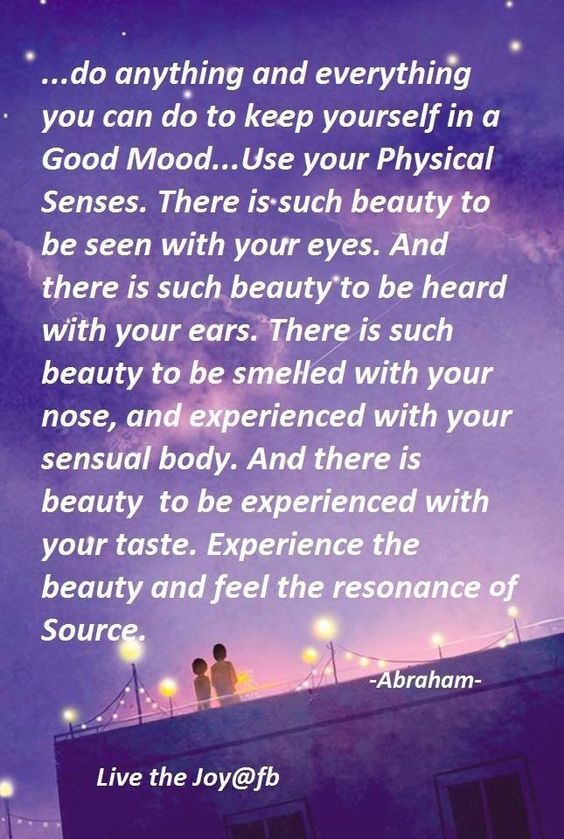 ...do anything and everything
you can do to keep yourself in a
Good Mood...Use your Physical
Senses. There is such beauty to
be seen with your eyes. And
there is such beauty to be heard
with your ears. There is such
beauty to be smelled with your
nose, and experienced with your
sensual body. And there is
beauty  to be experienced with
your taste. Experience the
beauty and feel the resonance of
Source.
-Abraham-
Live the Joy@fb